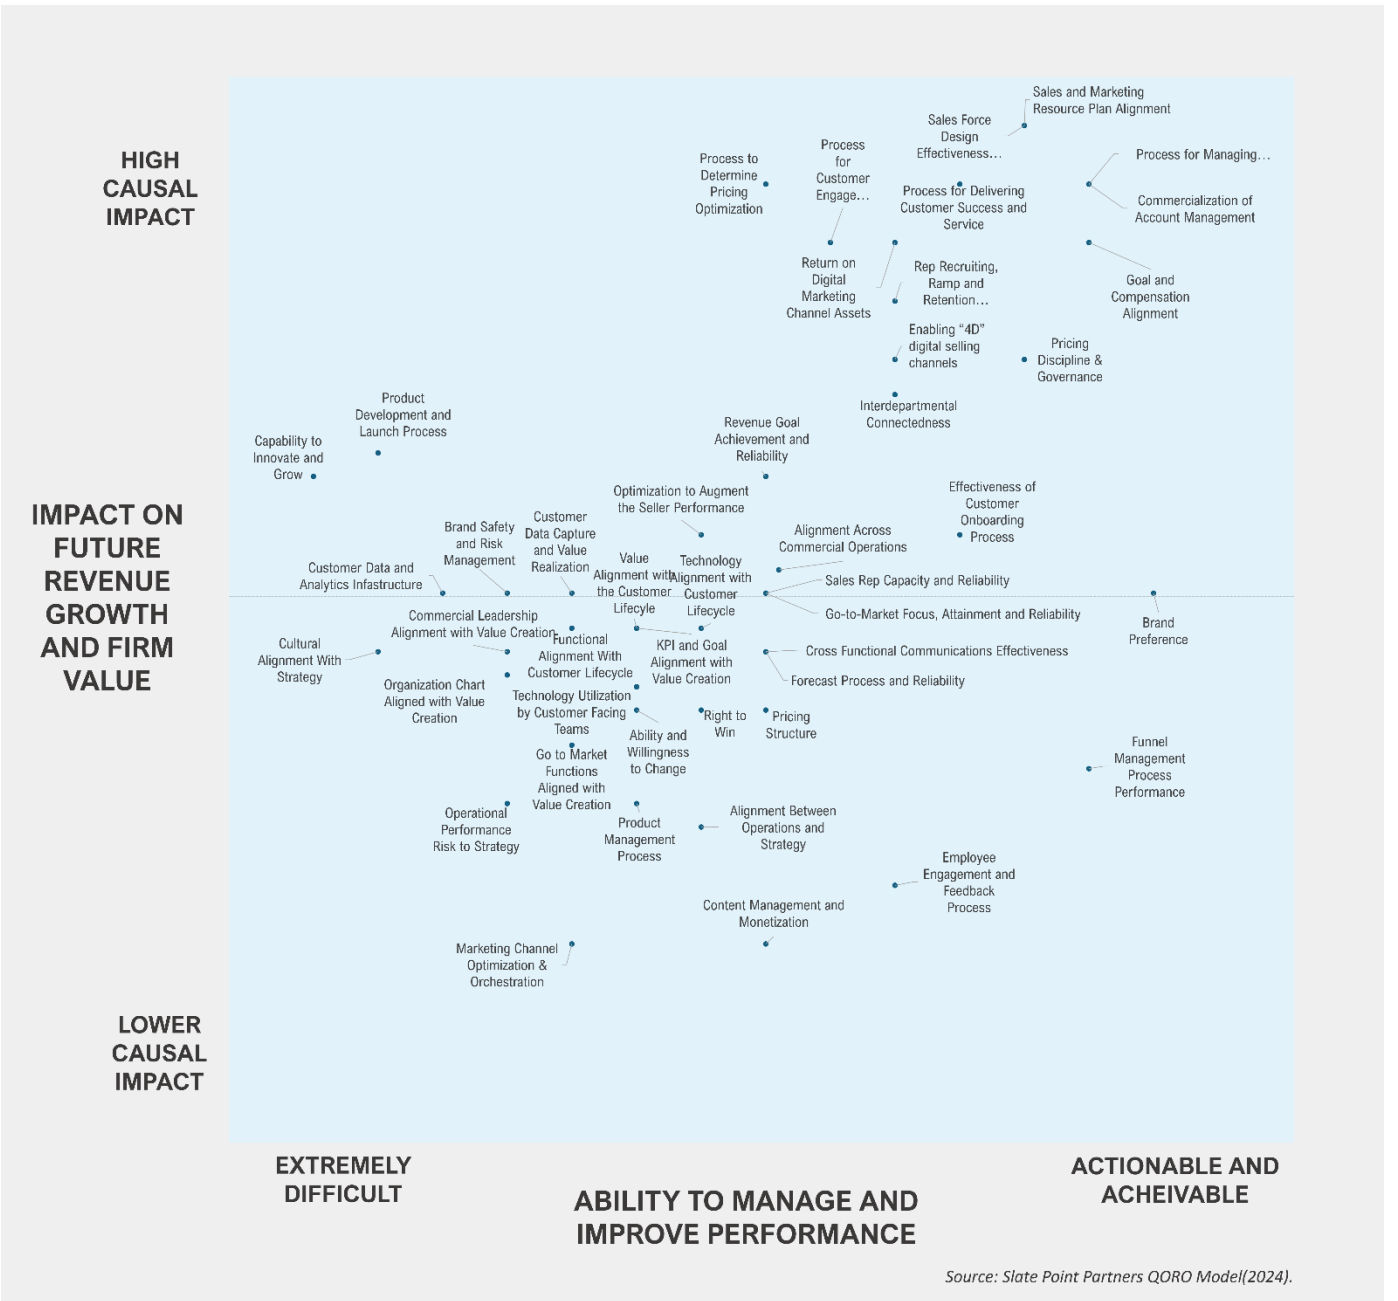 Sales and Marketing
Resource Plan Alignment
Sales Force
Design
Effectiveness...
HIGH
CAUSAL
IMPACT
Process to
Determine
Pricing
Optimization
Process
for
Customer
Engage...
Process for Managing...
Process for Delivering
Customer Success and
Service
Commercialization of
Account Management
Return on
Digital
Marketing
Channel Assets
Rep Recruiting,
Ramp and
Retention...
Goal and
Compensation
Alignment
Enabling “4D”
digital selling
channels
Pricing
Discipline &
Governance
Interdepartmental
Connectedness
Product
Development and
Launch Process
Capability to
Innovate and
Grow
Revenue Goal
Achievement and
Reliability
Optimization to Augment
the Seller Performance
Effectiveness of
Customer
Onboarding
Process
IMPACT ON
FUTURE
REVENUE
GROWTH
AND FIRM
VALUE
Brand Safety
and Risk
Management
Customer
Data Capture
and Value
Realization
Alignment Across
Commercial Operations
Customer Data and
Analytics Infastructure
Value
Alignment with
the Customer
Lifecyle
Technology
Alignment with
Customer
Lifecycle
Sales Rep Capacity and Reliability
Go-to-Market Focus, Attainment and Reliability
Brand
Preference
Commercial Leadership
Alignment with Value Creation
Cultural
Alignment With
Strategy
Functional
Alignment With
Customer Lifecycle
KPI and Goal
Alignment with
Value Creation
Cross Functional Communications Effectiveness
Forecast Process and Reliability
Organization Chart
Aligned with Value
Creation
Technology Utilization
by Customer Facing
Teams
Right to
Win
Pricing
Structure
Ability and
Willingness
to Change
Go to Market
Functions
Aligned with
Value Creation
Funnel
Management
Process
Performance
Operational
Performance
Risk to Strategy
Product
Management
Process
Alignment Between
Operations and
Strategy
Employee
Engagement and
Feedback
Process
Content Management and
Monetization
Marketing Channel
Optimization &
Orchestration
LOWER
CAUSAL
IMPACT
EXTREMELY
DIFFICULT
ABILITY TO MANAGE AND
IMPROVE PERFORMANCE
ACTIONABLE AND
ACHEIVABLE
Source: Slate Point Partners QORO Model(2024).